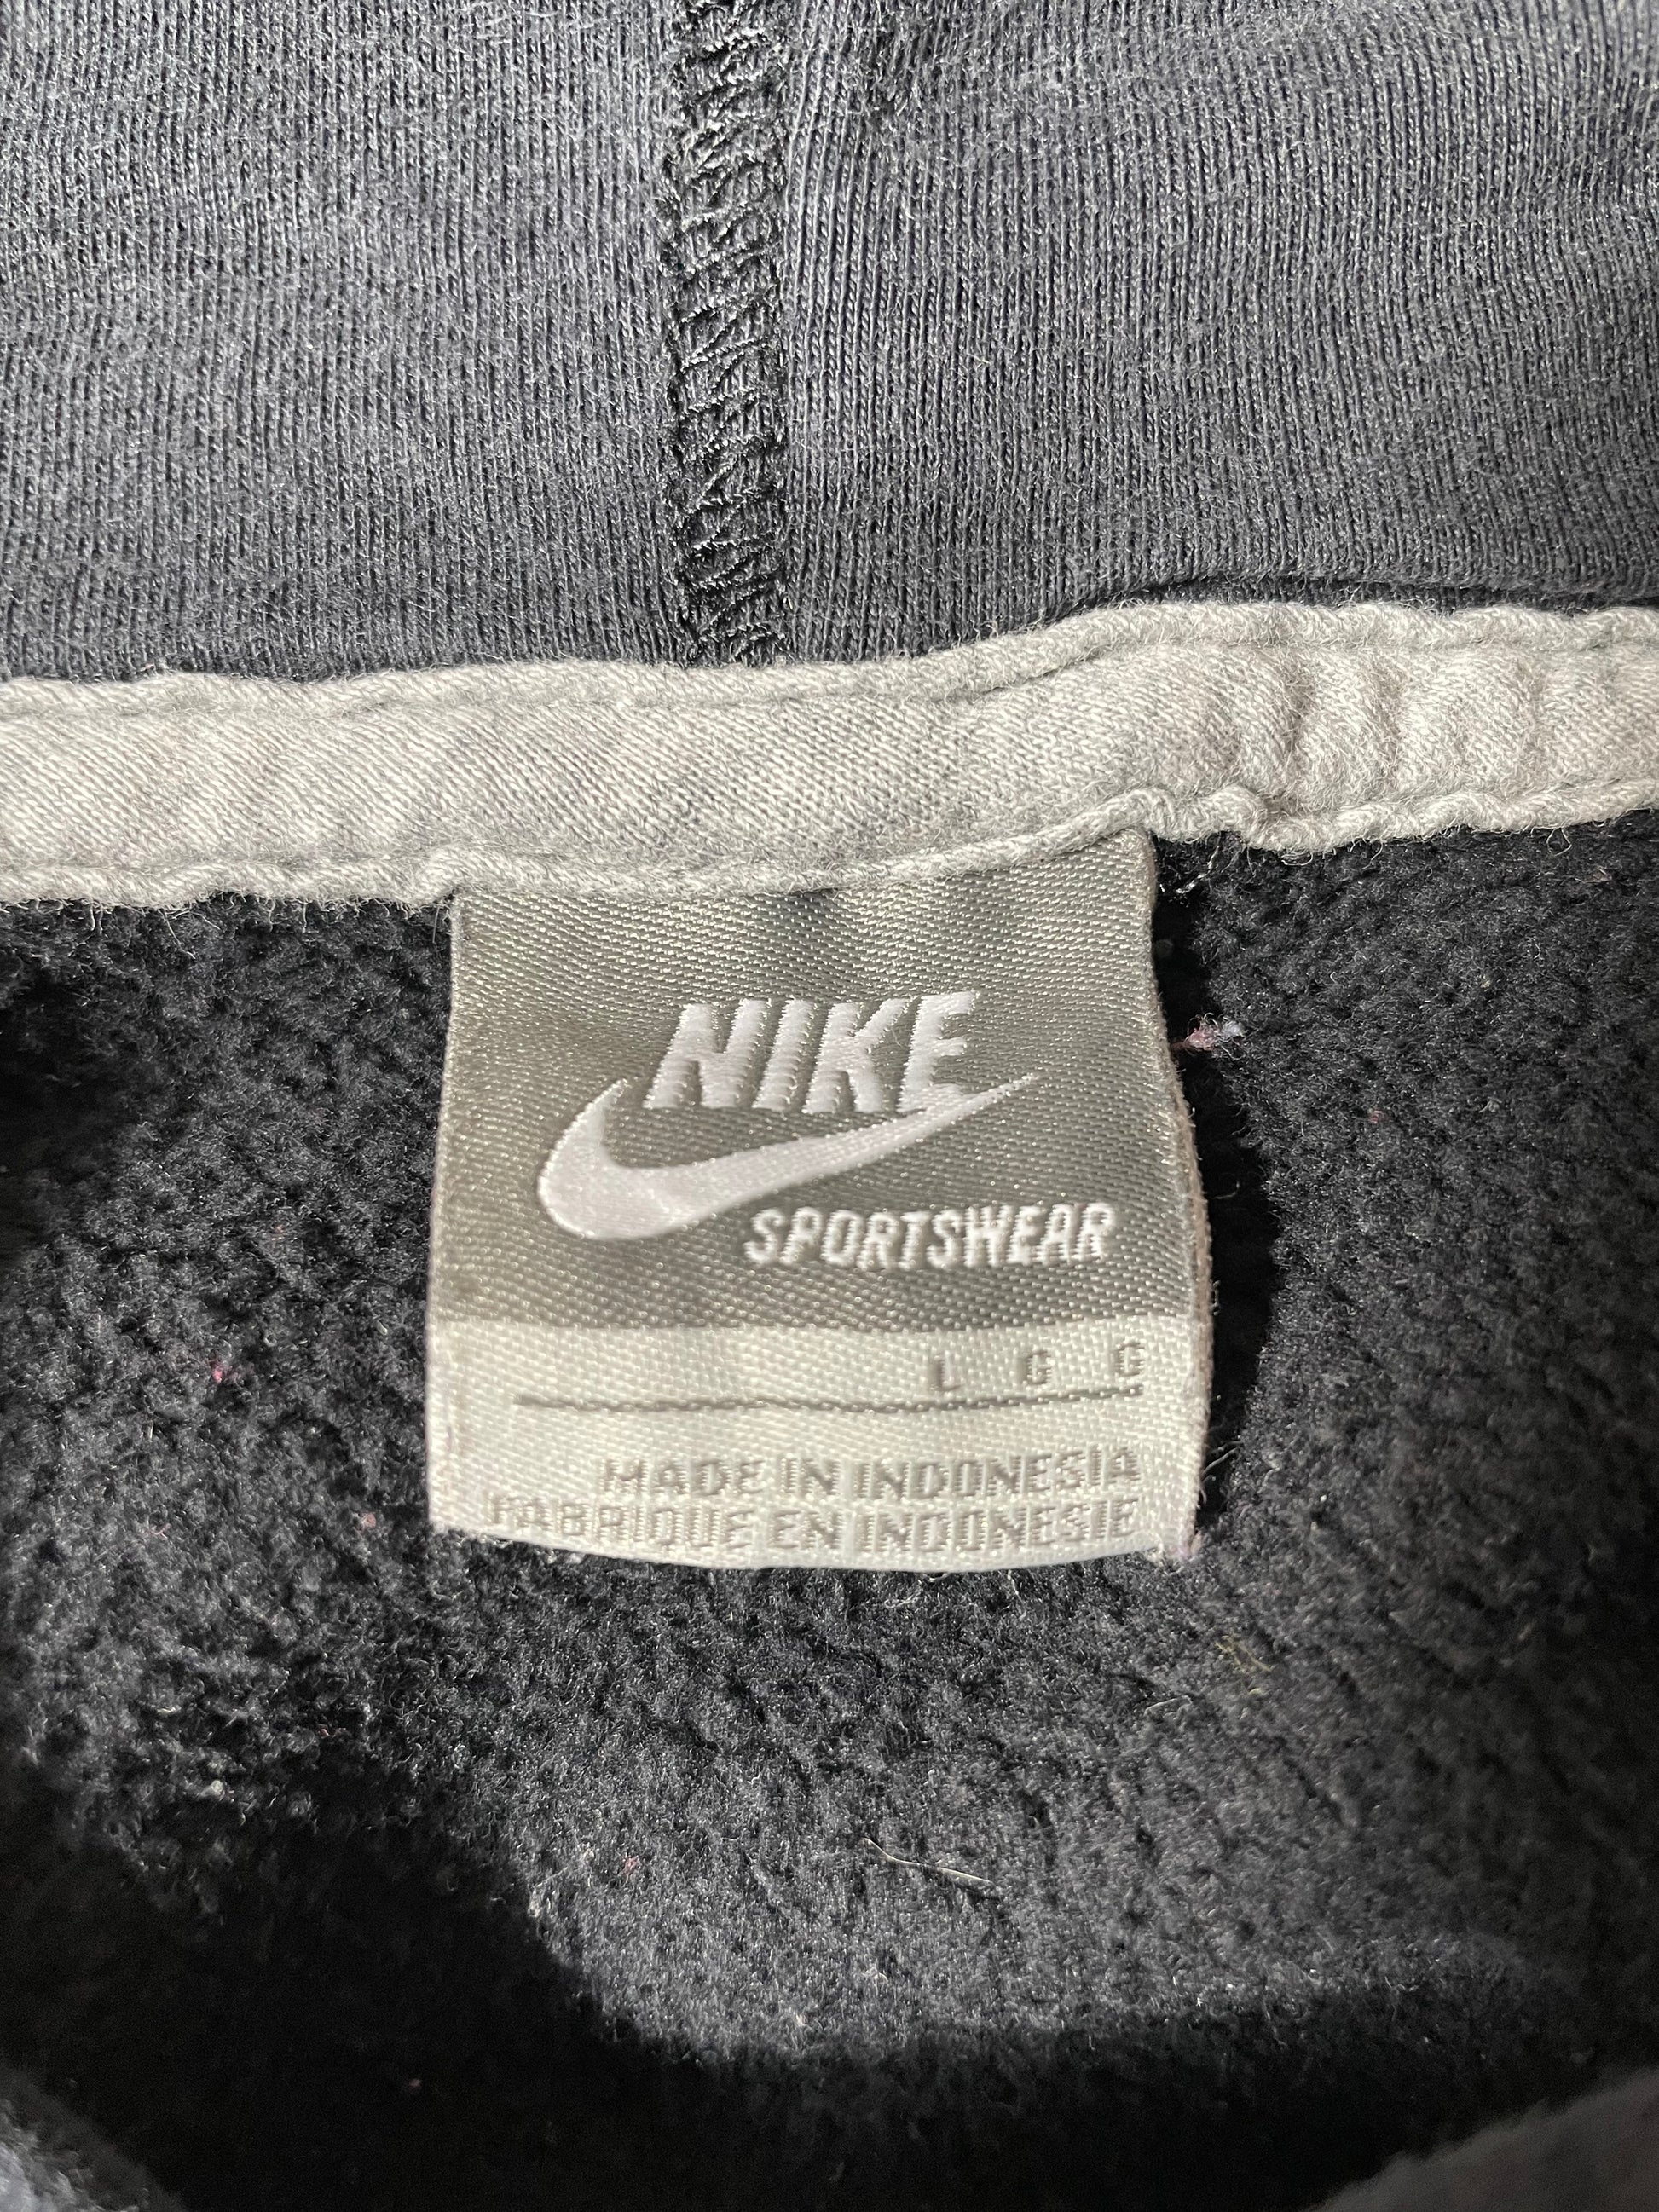 NIKE
SPORTSWEAR
L G G
MADE IN INDONESIA
FABRIQUE EN INDONESIE